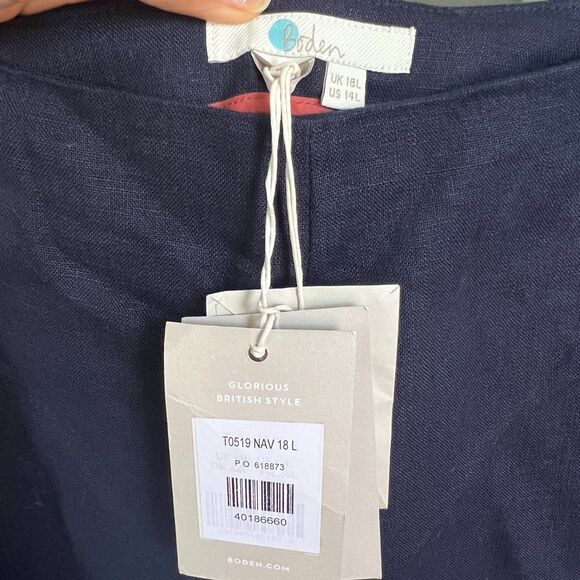 Boden
UK 18L
US 14L
GLORIOUS
BRITISH STYLE
T0519 NAV 18 L
P O 618873
40186660
BODEN.COM